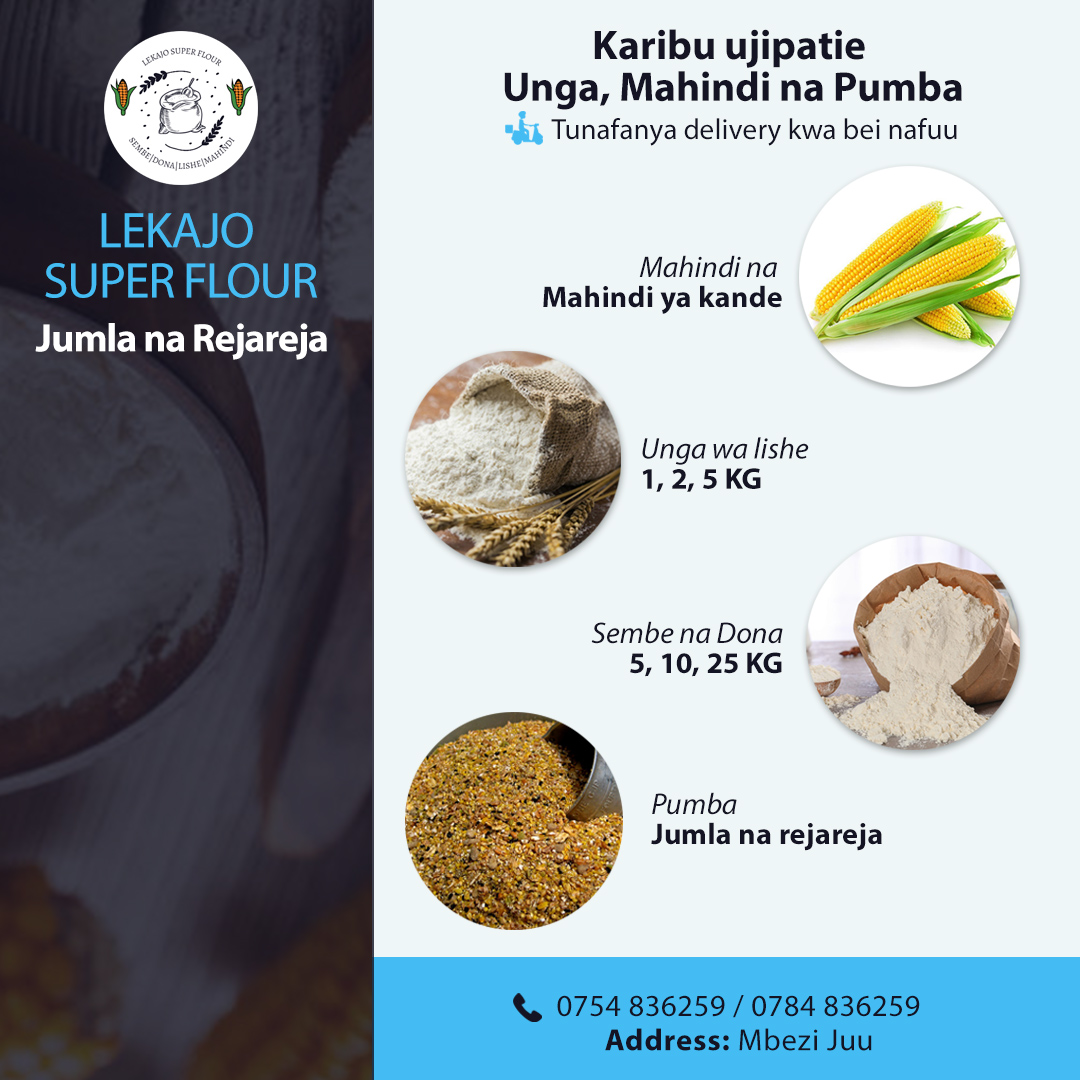 LEKAJO SUPER FLOUR
SEMBE|DONA|LISHE|MAHINDI
LEKAJO
SUPER FLOUR
Jumla na Rejareja
Karibu ujipatie
Unga, Mahindi na Pumba
Tunafanya delivery kwa bei nafuu
Mahindi na
Mahindi ya kande
Unga wa lishe
1, 2, 5 KG
Sembe na Dona
5, 10, 25 KG
Pumba
Jumla na rejareja
0754 836259 / 0784 836259
Address: Mbezi Juu